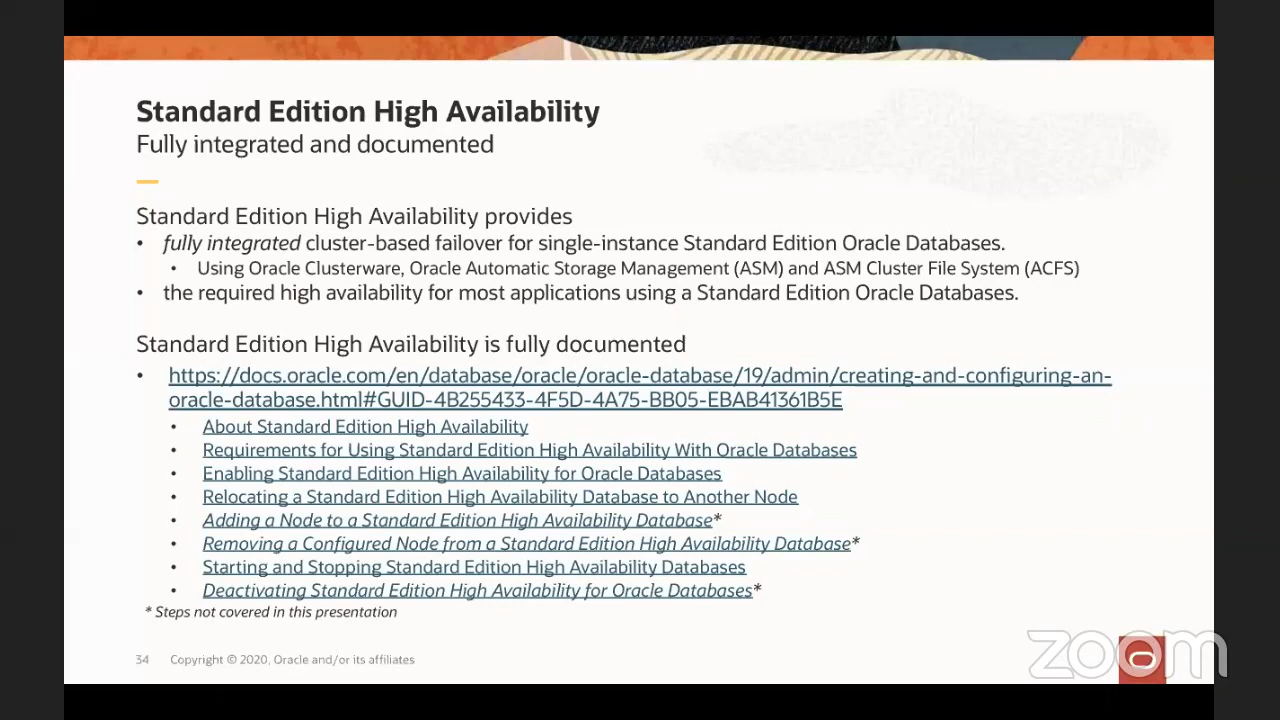 Standard Edition High Availability
Fully integrated and documented
Standard Edition High Availability provides
• fully integrated cluster-based failover for single-instance Standard Edition Oracle Databases.
• Using Oracle Clusterware, Oracle Automatic Storage Management (ASM) and ASM Cluster File System (ACFS)
• the required high availability for most applications using a Standard Edition Oracle Databases.
Standard Edition High Availability is fully documented
• https://docs.oracle.com/en/database/oracle/oracle-database/19/admin/creating-and-configuring-an-
oracle-database.html#GUID-4B255433-4F5D-4A75-BB05-EBAB41361B5E
• About Standard Edition High Availability
• Requirements for Using Standard Edition High Availability With Oracle Databases
• Enabling Standard Edition High Availability for Oracle Databases
• Relocating a Standard Edition High Availability Database to Another Node
• Adding a Node to a Standard Edition High Availability Database*
• Removing a Configured Node from a Standard Edition High Availability Database*
• Starting and Stopping Standard Edition High Availability Databases
• Deactivating Standard Edition High Availability for Oracle Databases*
* Steps not covered in this presentation
34 Copyright © 2020, Oracle and/or its affiliates
zoom